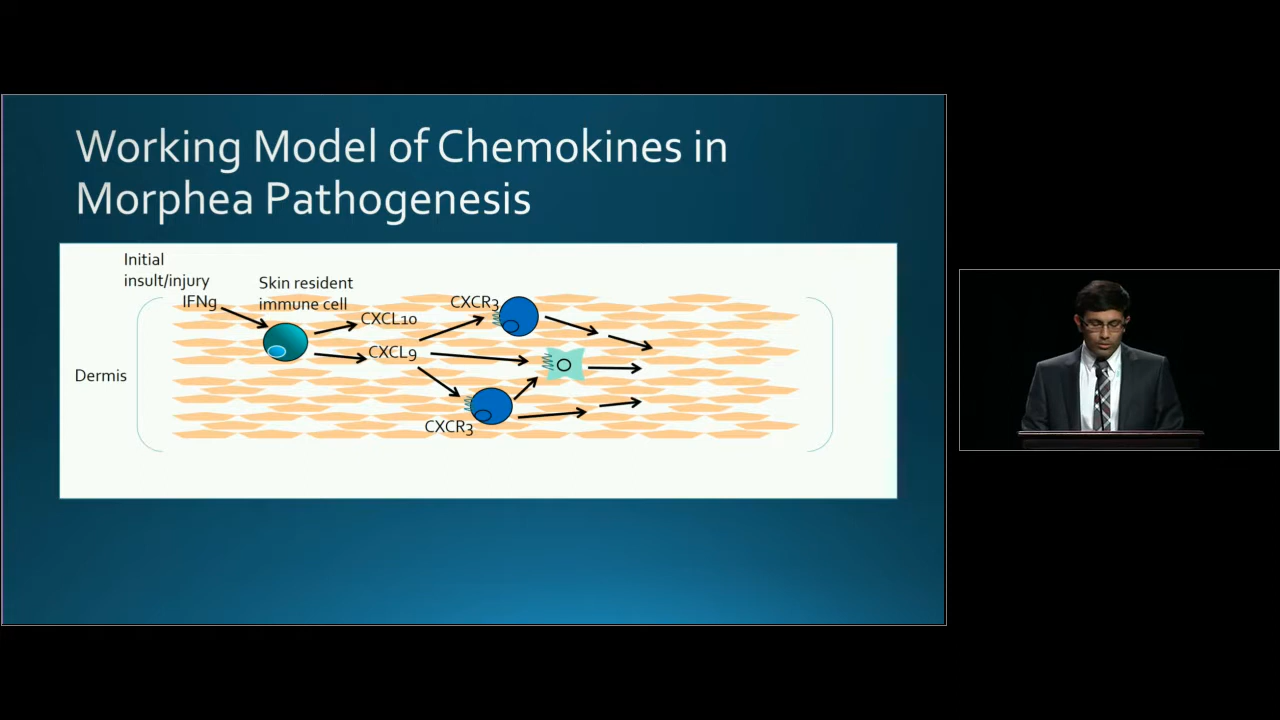 Working Model of Chemokines in
Morphea Pathogenesis
Initial
insult/injury
IFNg
Skin resident
immune cell
CXCL10
CXCL9
CXCR3
CXCR3
Dermis